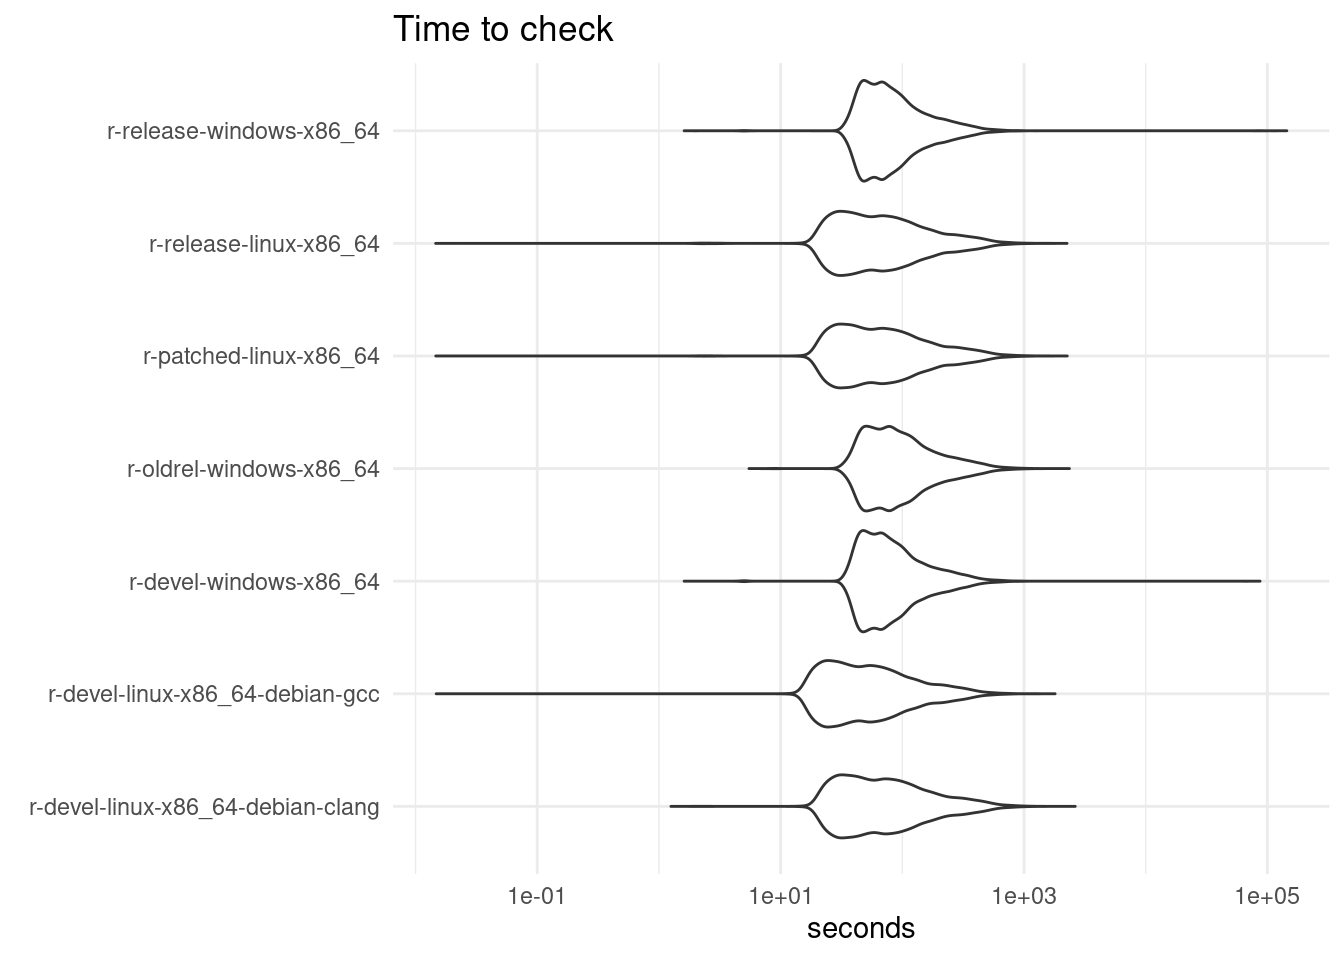 Time to check
r-release-windows-x86_64
r-release-linux-x86_64
r-patched-linux-x86_64
r-oldrel-windows-x86_64
r-devel-windows-x86_64
r-devel-linux-x86_64-debian-gcc
r-devel-linux-x86_64-debian-clang
1e-01 1e+01 1e+03 1e+05
seconds